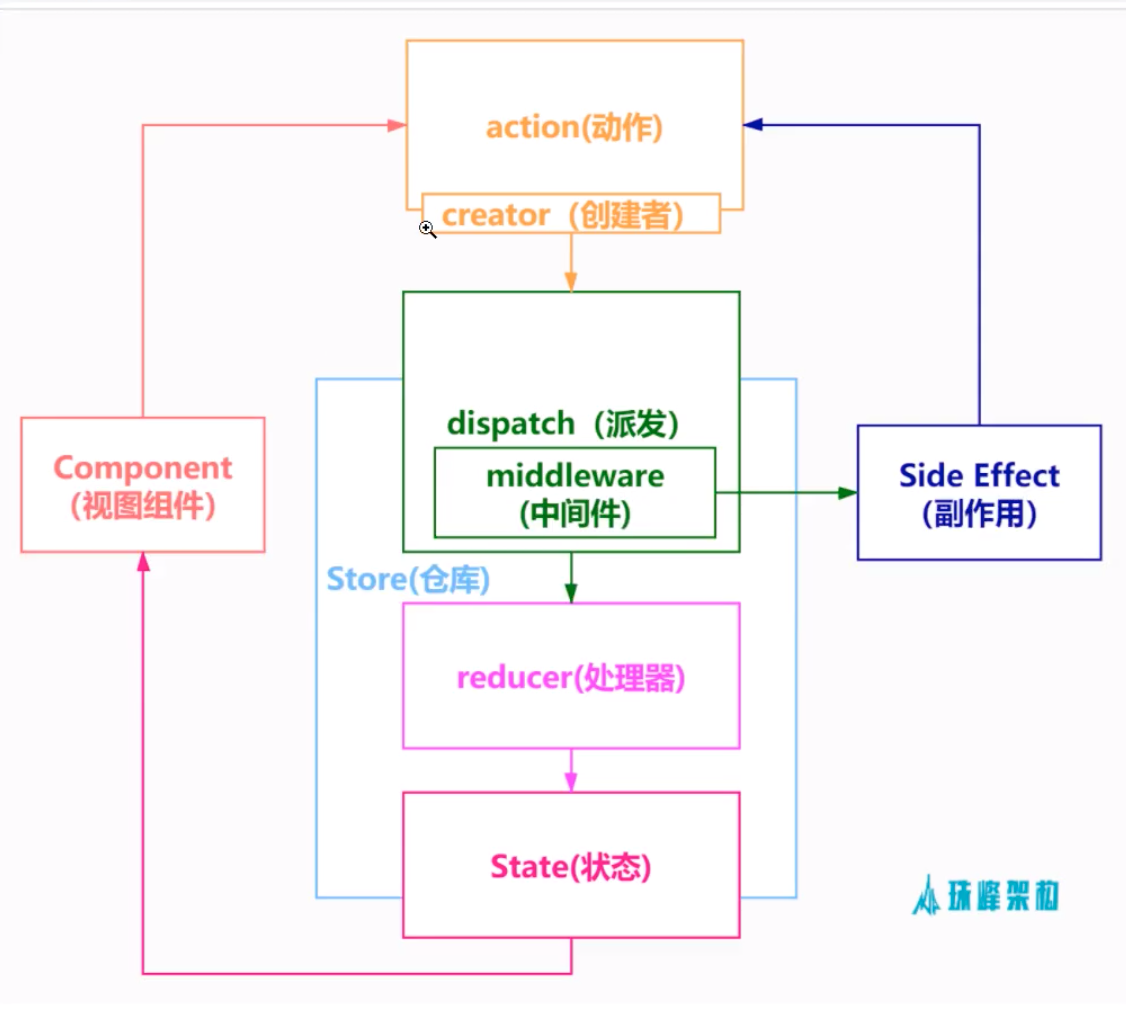 action(动作)
creator（创建者）
dispatch（派发）
Component
(视图组件)
middleware
(中间件)
Side Effect
(副作用)
Store(仓库)
reducer(处理器)
State(状态)
珠峰架构